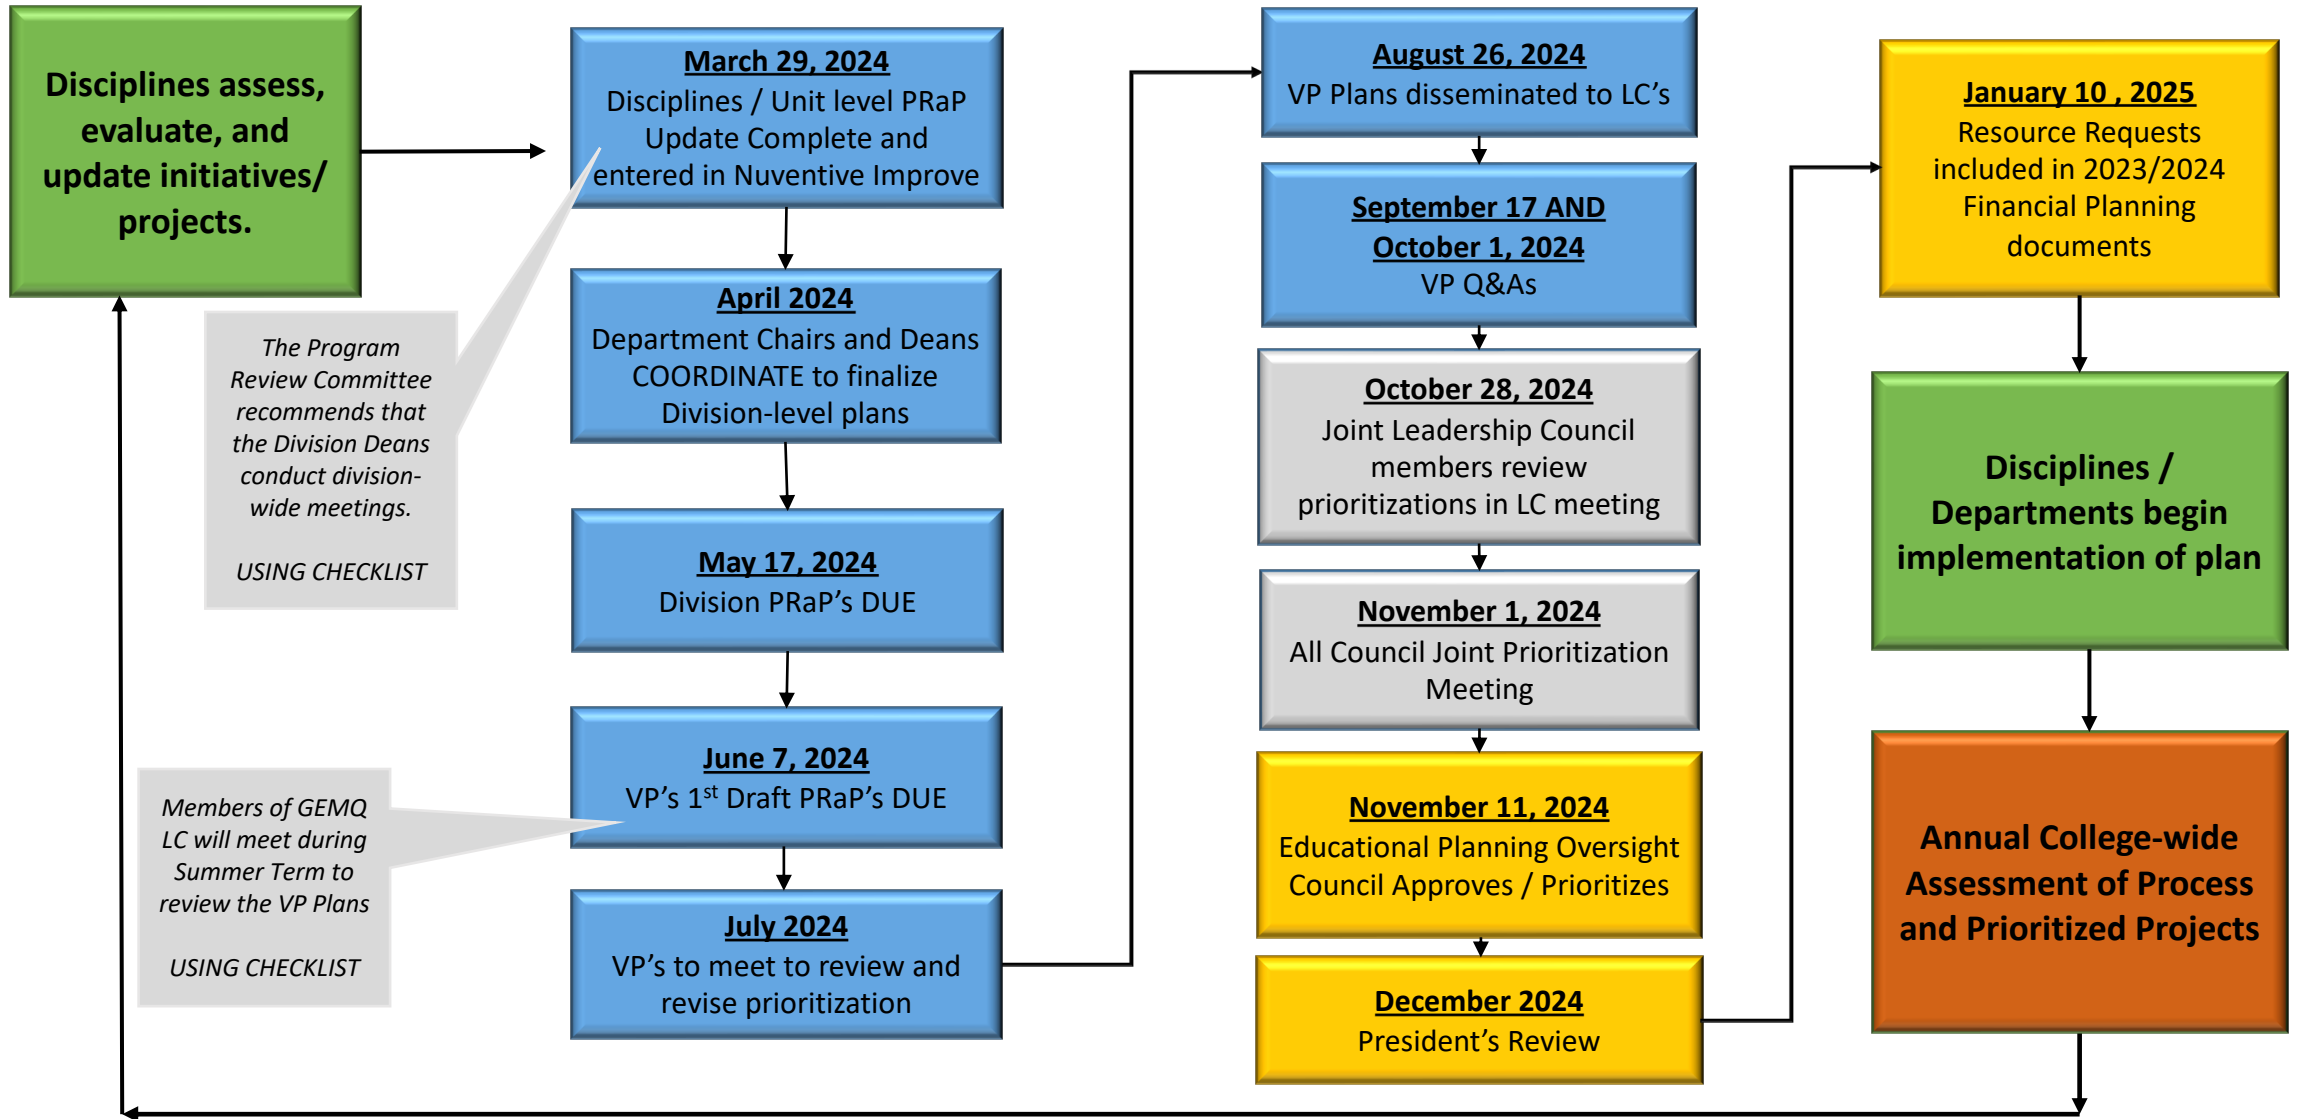 Disciplines assess,
evaluate, and
update initiatives/
projects.
March 29, 2024
Disciplines / Unit level PRaP
Update Complete and
entered in Nuventive Improve
The Program
Review Committee
recommends that
the Division Deans
conduct division-
wide meetings.
USING CHECKLIST
April 2024
Department Chairs and Deans
COORDINATE to finalize
Division-level plans
May 17, 2024
Division PRaP's DUE
June 7, 2024
VP's 1st Draft PRaP's DUE
Members of GEMQ
LC will meet during
Summer Term to
review the VP Plans
USING CHECKLIST
July 2024
VP's to meet to review and
revise prioritization
August 26, 2024
VP Plans disseminated to LC's
September 17 AND
October 1, 2024
VP Q&As
October 28, 2024
Joint Leadership Council
members review
prioritizations in LC meeting
November 1, 2024
All Council Joint Prioritization
Meeting
November 11, 2024
Educational Planning Oversight
Council Approves / Prioritizes
December 2024
President's Review
January 10 , 2025
Resource Requests
included in 2023/2024
Financial Planning
documents
Disciplines /
Departments begin
implementation of plan
Annual College-wide
Assessment of Process
and Prioritized Projects